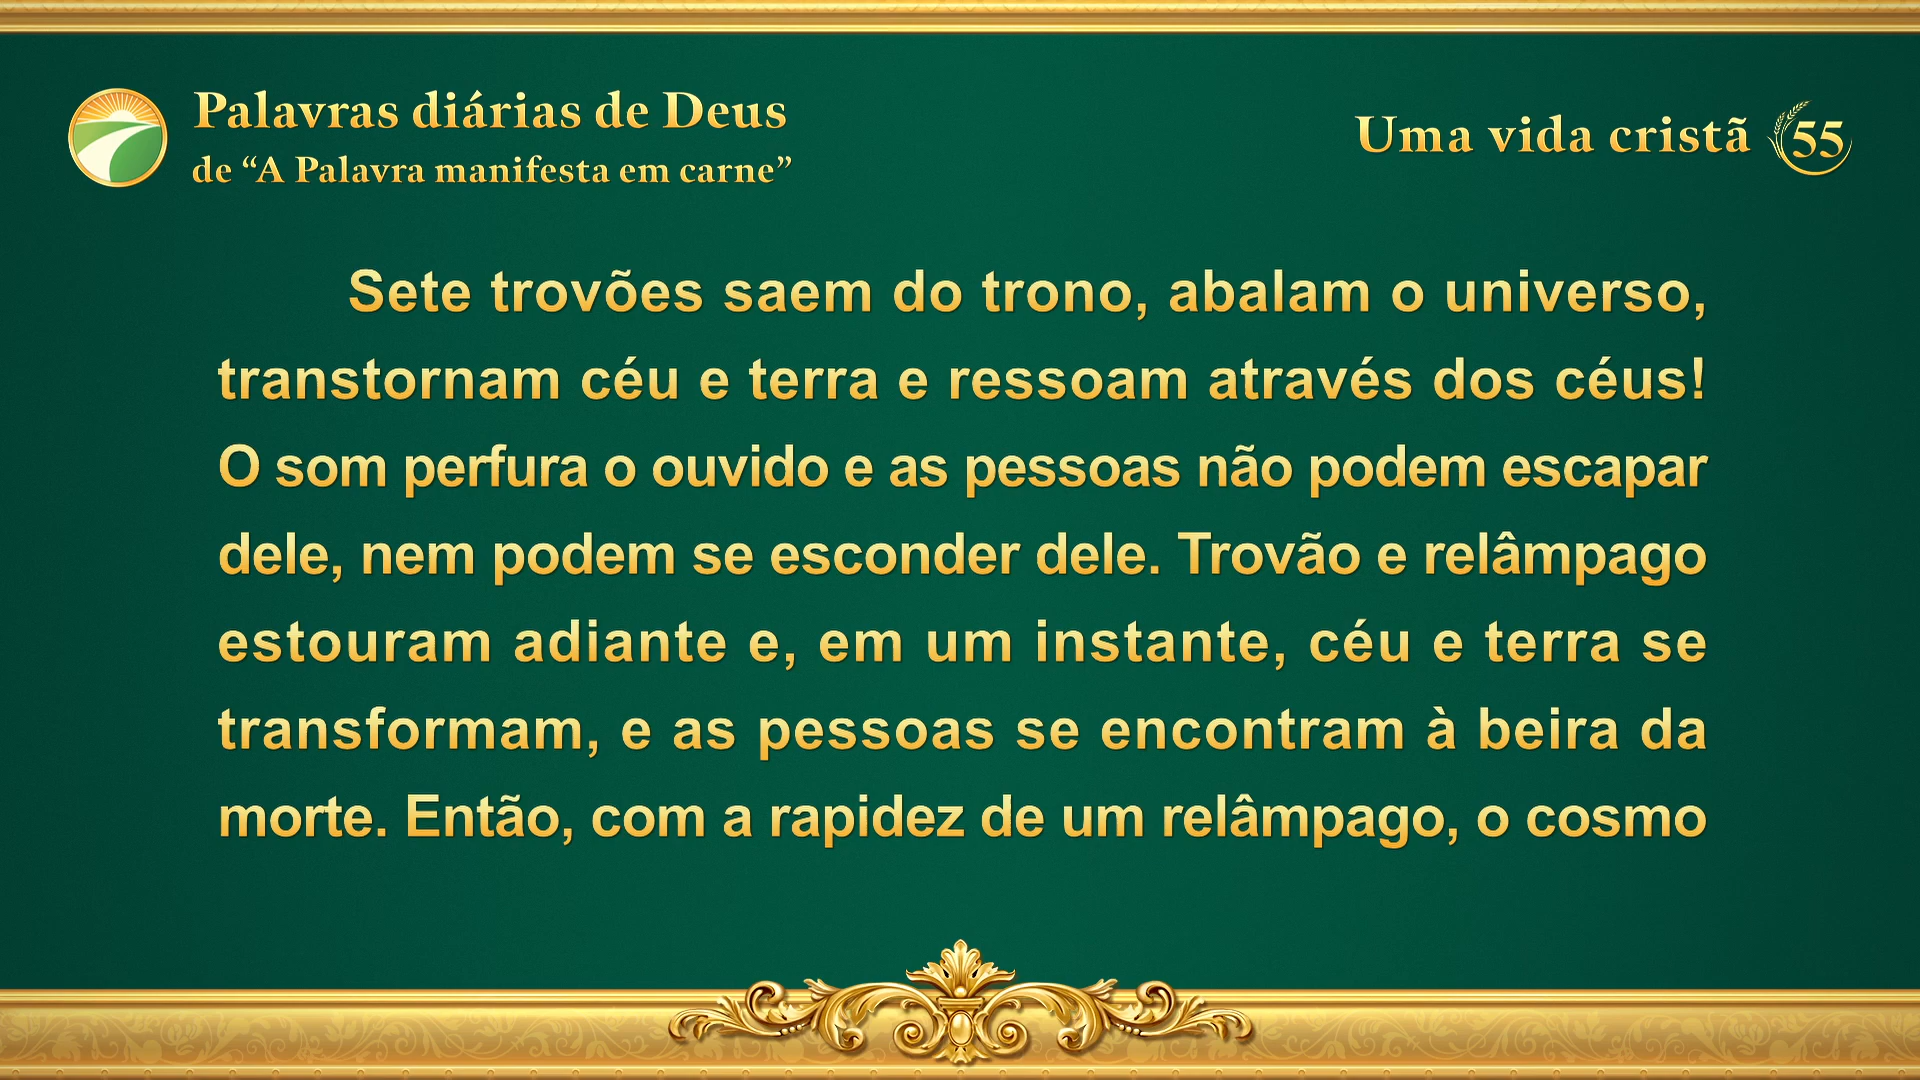 Palavras diárias de Deus
de “A Palavra manifesta em carne”
Uma vida cristã 55
Sete trovões saem do trono, abalam o universo,
transtornam céu e terra e ressoam através dos céus!
O som perfura o ouvido e as pessoas não podem escapar
dele, nem podem se esconder dele. Trovão e relâmpago
estouram adiante e, em um instante, céu e terra se
transformam, e as pessoas se encontram à beira da
morte. Então, com a rapidez de um relâmpago, o cosmo